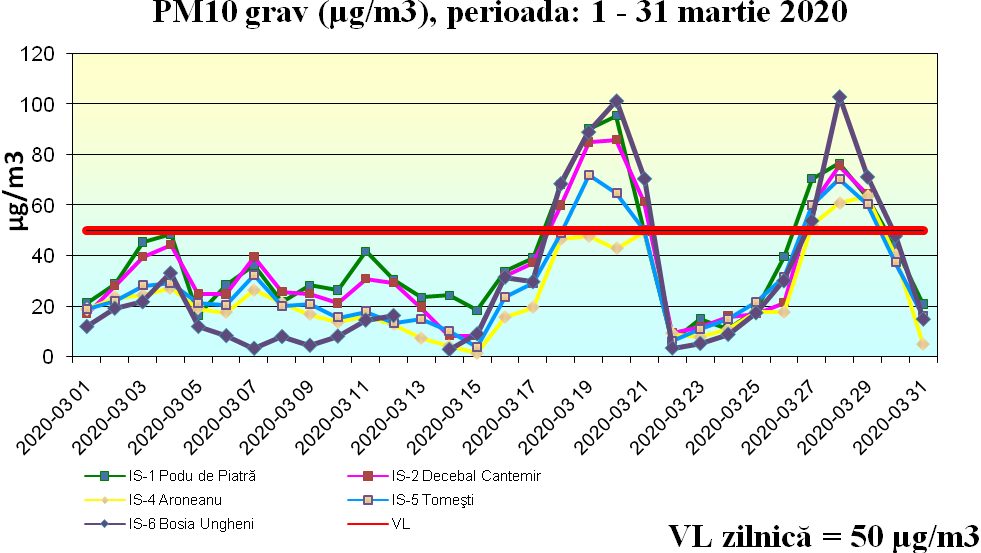 PM10 grav (µg/m3), perioada: 1 - 31 martie 2020
µg/m3
120
100
80
60
40
20
0
2020-03 01
2020-03 03
2020-03 05
2020-03 07
2020-03 09
2020-03 11
2020-03 13
2020-03 15
2020-03 17
2020-03 19
2020-03 21
2020-03 23
2020-03 25
2020-03 27
2020-03 29
2020-03 31
IS-1 Podu de Piatră
IS-2 Decebal Cantemir
IS-4 Aroneanu
IS-5 Tomeşti
IS-6 Bosia Ungheni
VL
VL zilnică = 50 µg/m3